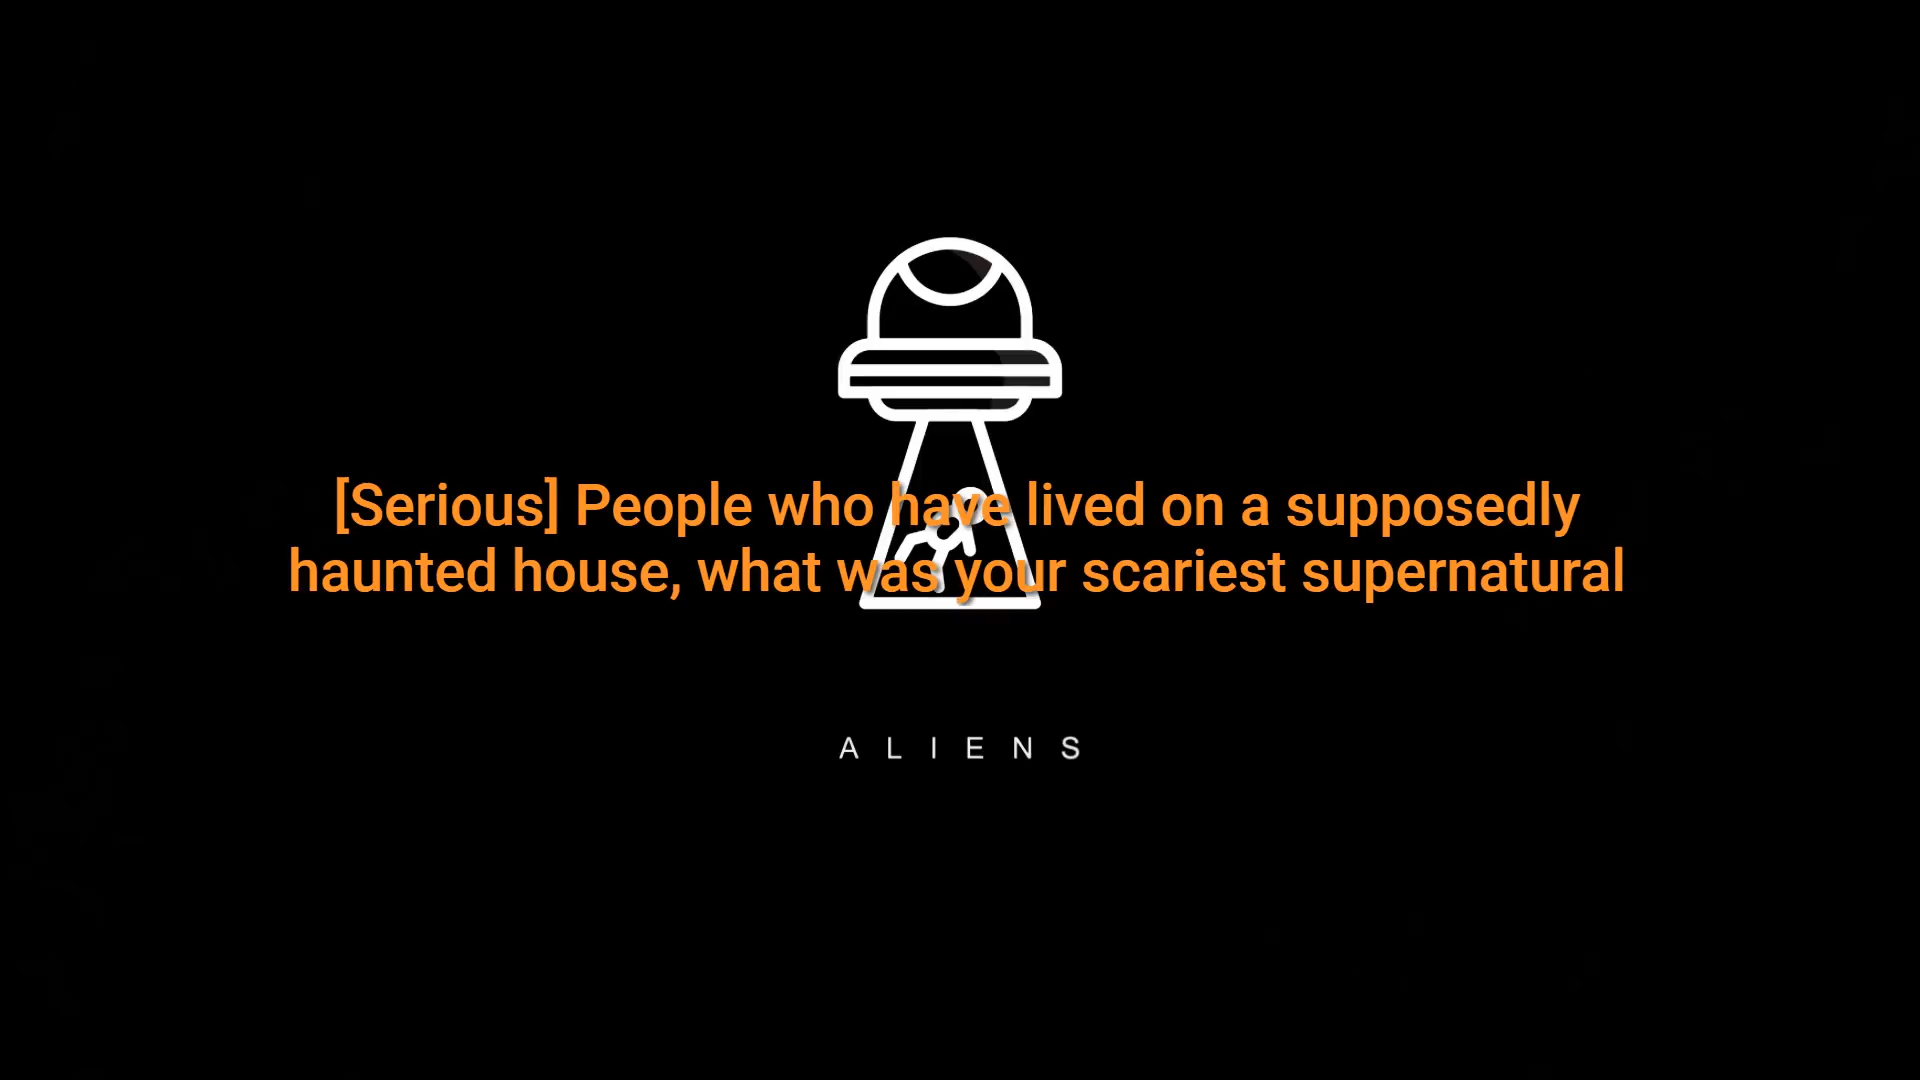 [Serious] People who have lived on a supposedly
haunted house, what was your scariest supernatural
ALIENS